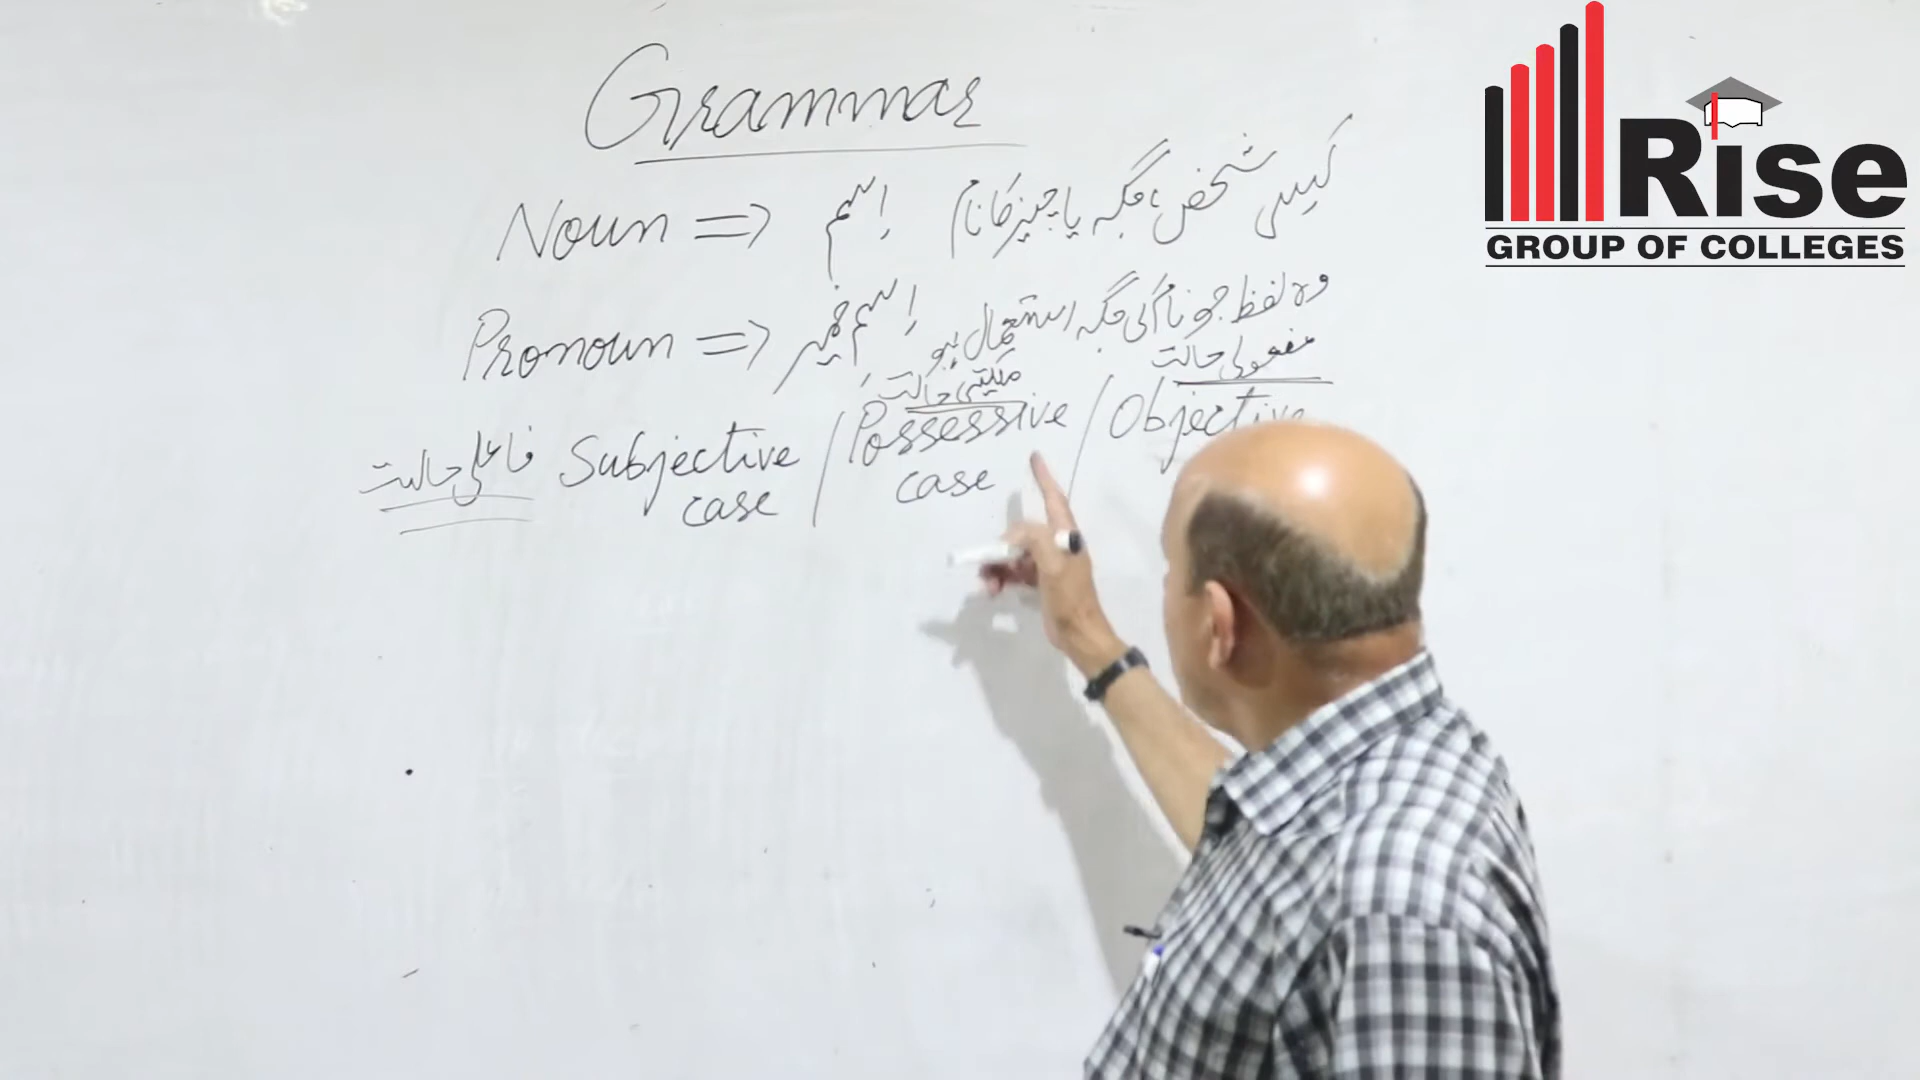 Grammar
Noun => اسم کسی شخص، جگہ یا چیز کا نام
Pronoun => اسم ضمیر وہ لفظ جو نام کی جگہ استعمال ہو
فاعلی حالت Subjective case / ملکیتی حالت Possessive case / مفعولی حالت Objective
Rise
GROUP OF COLLEGES